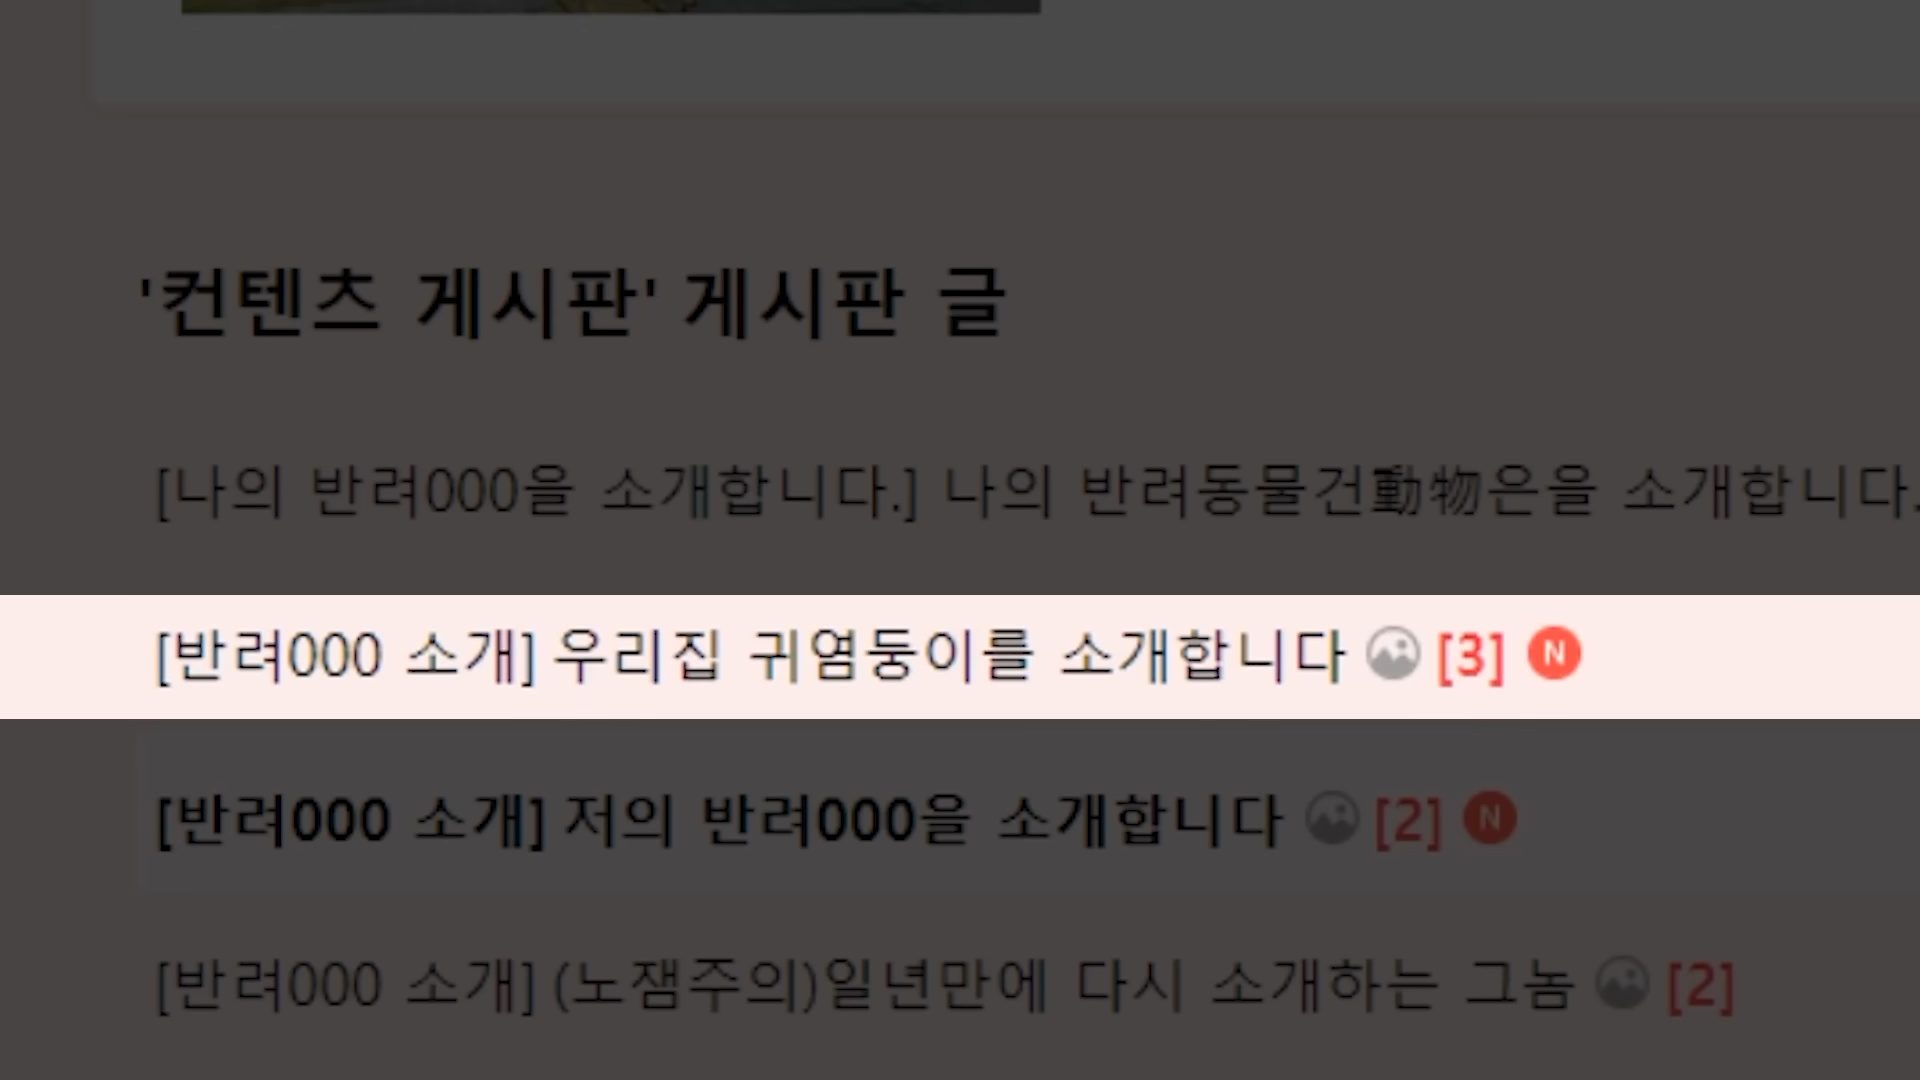 '컨텐츠 게시판' 게시판 글
[나의 반려000을 소개합니다.] 나의 반려동물건動物은을 소개합니다.
[반려000 소개] 우리집 귀염둥이를 소개합니다 [3] N
[반려000 소개] 저의 반려000을 소개합니다 [2] N
[반려000 소개] (노잼주의)일년만에 다시 소개하는 그놈 [2]